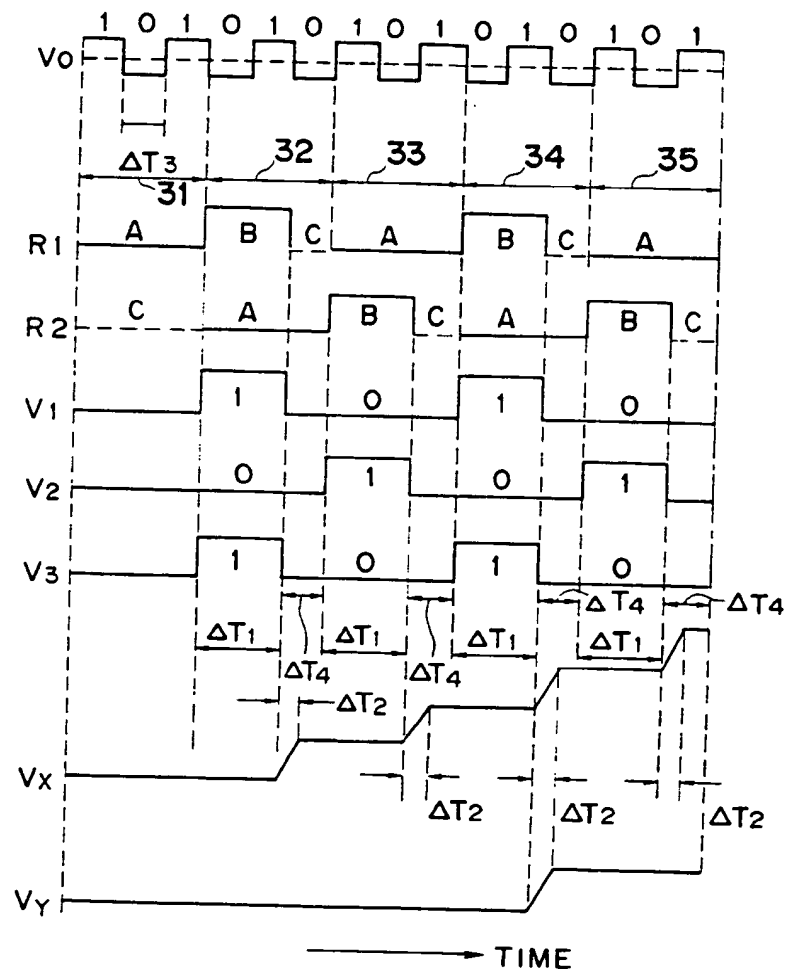 1 0 1 0 1 0 1 0 1 0 1 0 1 0 1
V0
ΔT3
31 32 33 34 35
R1 A B C A B C A
R2 C A B C A B C
V1 1 0 1 0
V2 0 1 0 1
V3 1 0 1 0
ΔT4 ΔT4
ΔT1 ΔT1 ΔT1 ΔT1
ΔT4 ΔT4
ΔT2
VX
ΔT2 ΔT2 ΔT2
VY
TIME